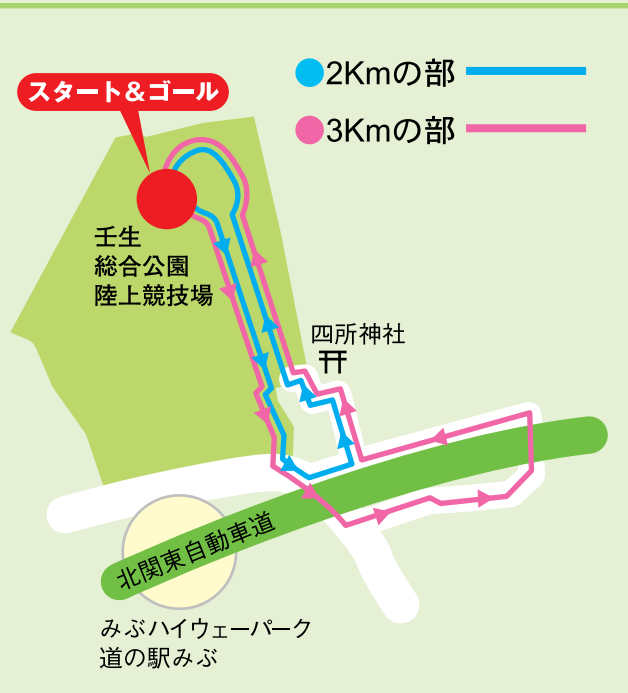 2Kmの部
スタート&ゴール
3Kmの部
壬生
総合公園
陸上競技場
四所神社
北関東自動車道
みぶハイウェーパーク
道の駅みぶ